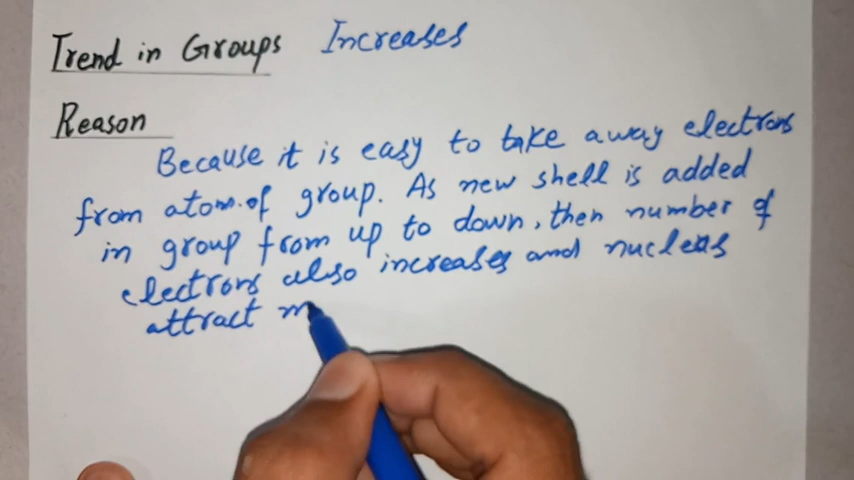 Trend in Groups Increases
Reason
Because it is easy to take away electrons
from atom of group. As new shell is added
in group from up to down, then number of
electrons also increases and nucleus
attract m